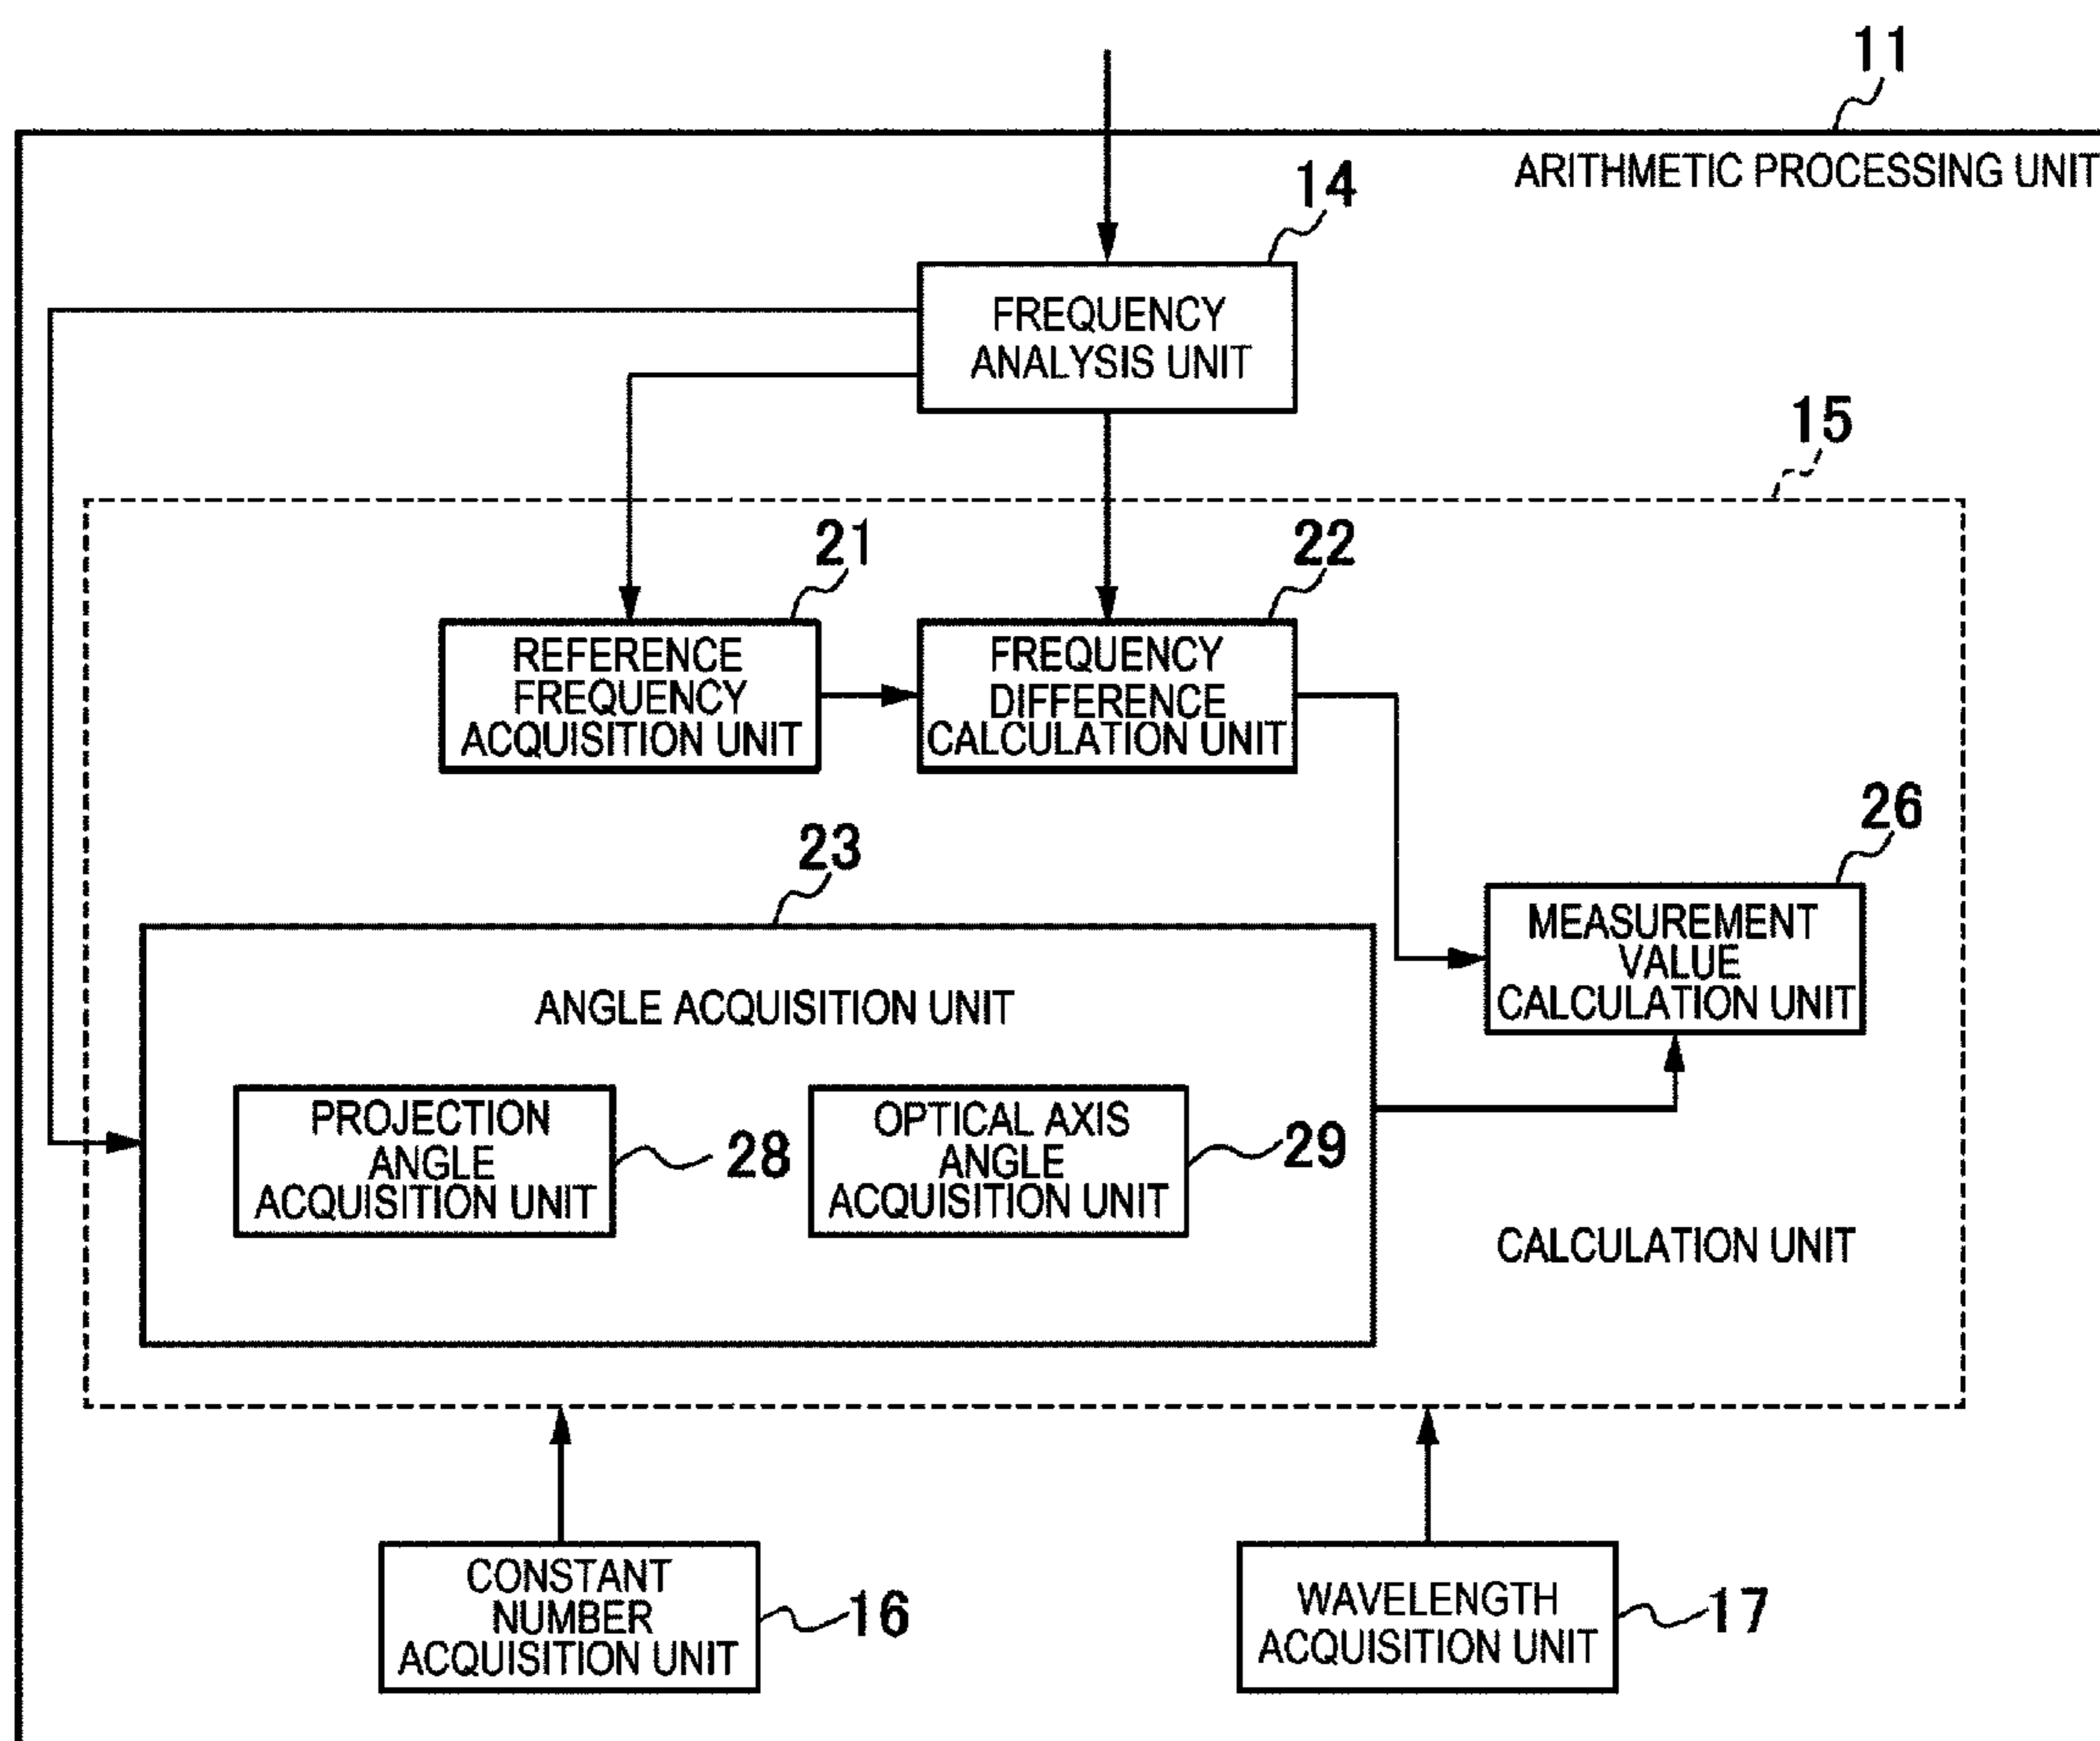 11
ARITHMETIC PROCESSING UNIT
14
FREQUENCY
ANALYSIS UNIT
15
21
22
REFERENCE
FREQUENCY
ACQUISITION UNIT
FREQUENCY
DIFFERENCE
CALCULATION UNIT
26
23
MEASUREMENT
VALUE
CALCULATION UNIT
ANGLE ACQUISITION UNIT
PROJECTION
ANGLE
ACQUISITION UNIT
28
OPTICAL AXIS
ANGLE
ACQUISITION UNIT
29
CALCULATION UNIT
CONSTANT
NUMBER
ACQUISITION UNIT
16
WAVELENGTH
ACQUISITION UNIT
17